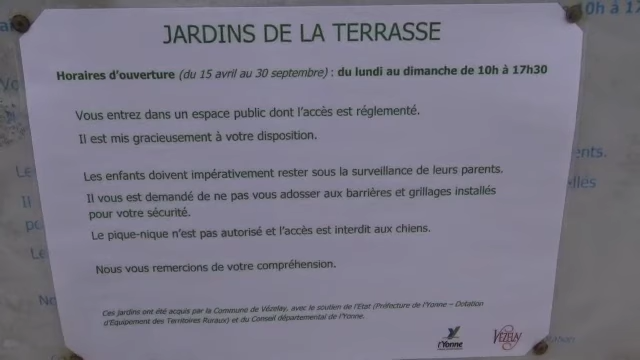 JARDINS DE LA TERRASSE
Horaires d'ouverture (du 15 avril au 30 septembre) : du lundi au dimanche de 10h à 17h30
Vous entrez dans un espace public dont l'accès est réglementé.
Il est mis gracieusement à votre disposition.
Les enfants doivent impérativement rester sous la surveillance de leurs parents.
Il vous est demandé de ne pas vous adosser aux barrières et grillages installés
pour votre sécurité.
Le pique-nique n'est pas autorisé et l'accès est interdit aux chiens.
Nous vous remercions de votre compréhension.
Ces jardins ont été acquis par la Commune de Vézelay, avec le soutien de l'Etat (Préfecture de l'Yonne – Dotation
d'Equipement des Territoires Ruraux) et du Conseil départemental de l'Yonne.
l'Yonne
VÉZELAY